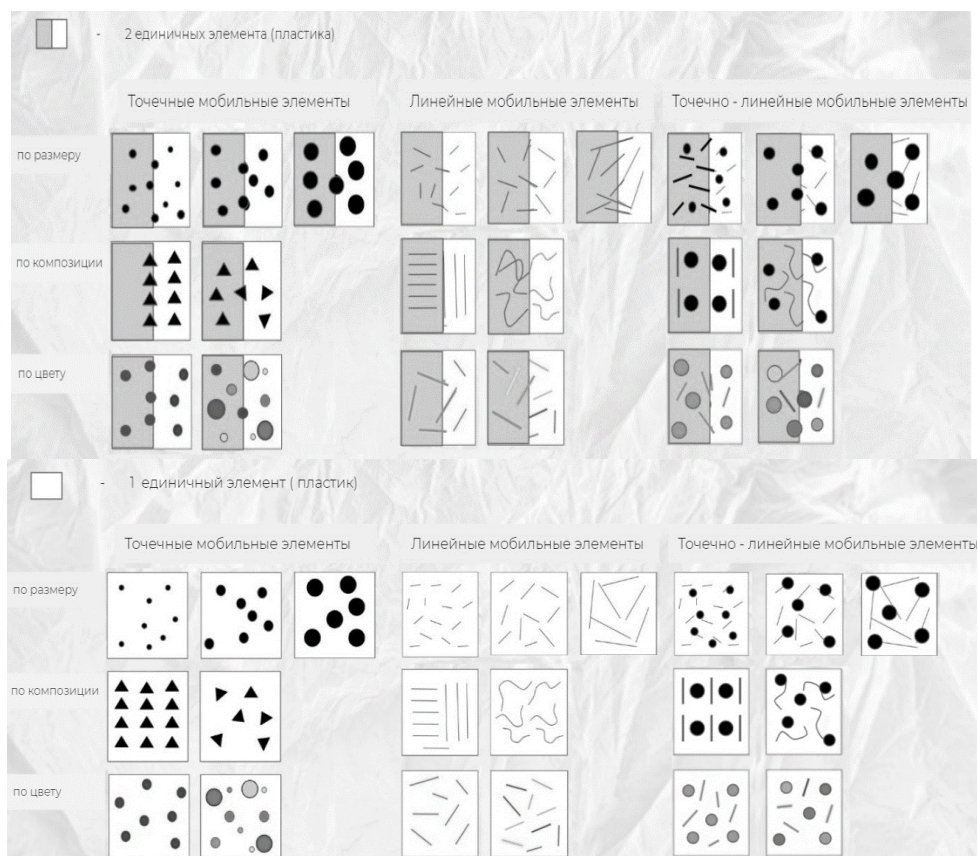 - 2 единичных элемента (пластика)
Точечные мобильные элементы
Линейные мобильные элементы
Точечно - линейные мобильные элементы
по размеру
по композиции
по цвету
- 1 единичный элемент ( пластик)
Точечные мобильные элементы
Линейные мобильные элементы
Точечно - линейные мобильные элементы
по размеру
по композиции
по цвету